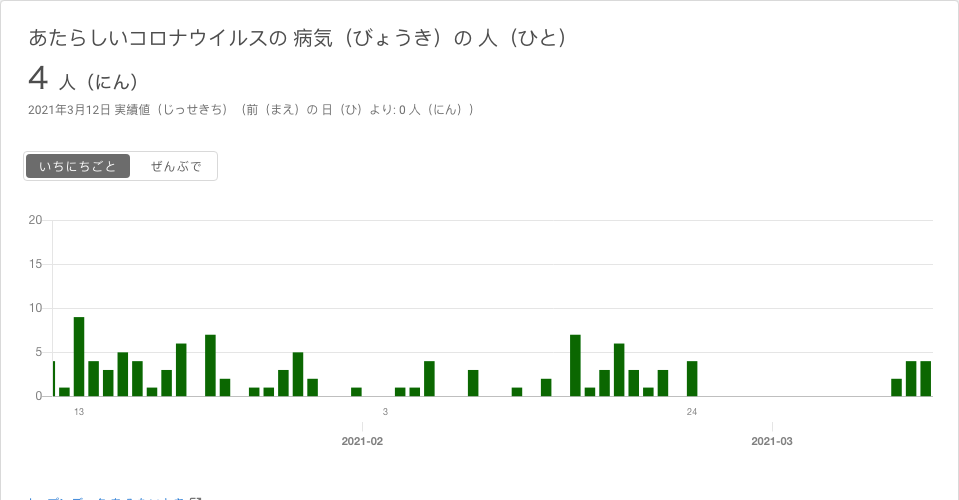 あたらしいコロナウイルスの 病気（びょうき）の 人（ひと）
4 人（にん）
2021年3月12日 実績値（じっせきち）（前（まえ）の 日（ひ）より: 0 人（にん））
いちにちごと ぜんぶで
20
15
10
5
0
13 3 24
2021-02 2021-03